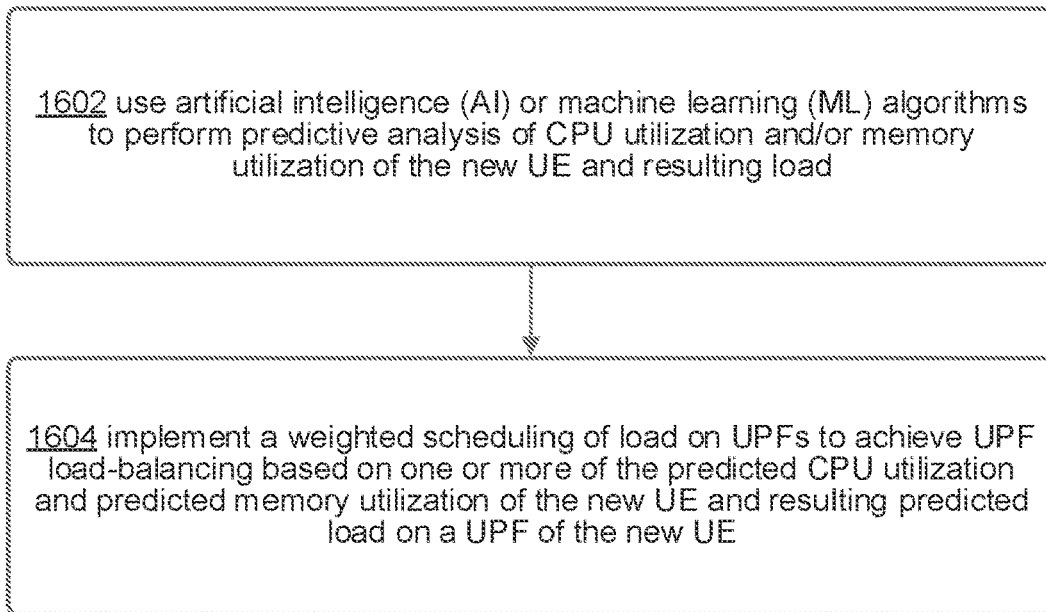 1602 use artificial intelligence (AI) or machine learning (ML) algorithms
to perform predictive analysis of CPU utilization and/or memory
utilization of the new UE and resulting load
1604 implement a weighted scheduling of load on UPFs to achieve UPF
load-balancing based on one or more of the predicted CPU utilization
and predicted memory utilization of the new UE and resulting predicted
load on a UPF of the new UE